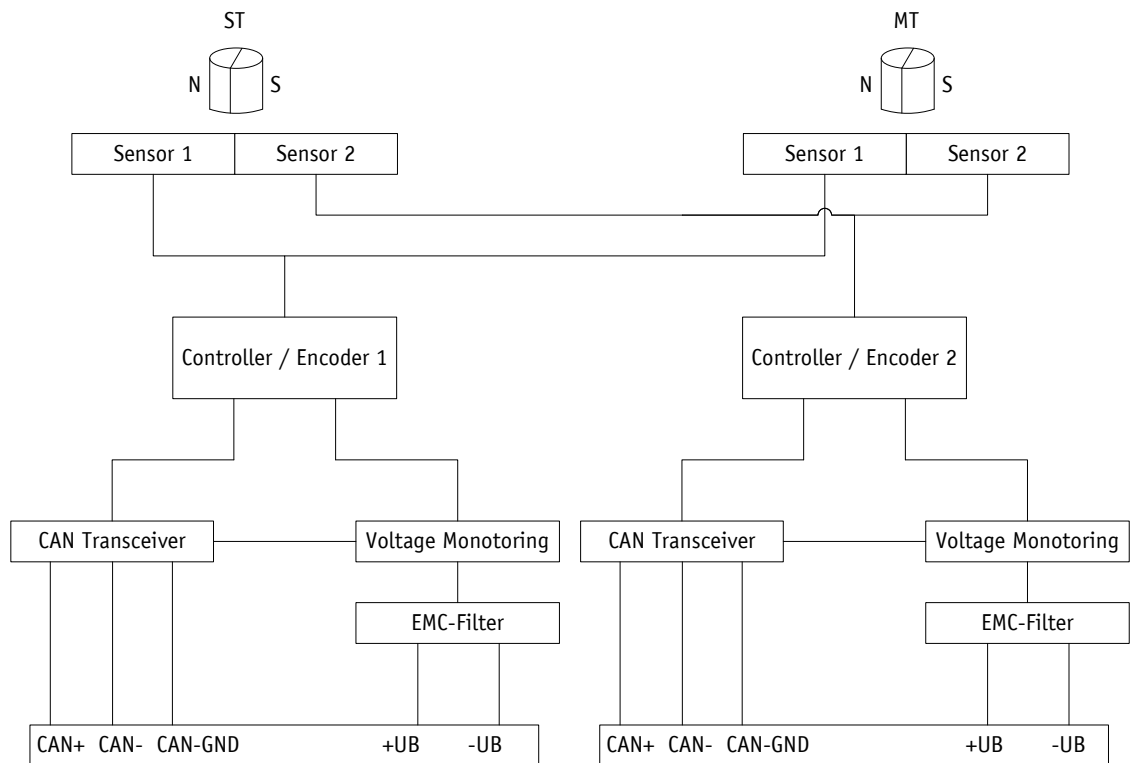 ST MT
N S N S
Sensor 1 Sensor 2 Sensor 1 Sensor 2
Controller / Encoder 1 Controller / Encoder 2
CAN Transceiver Voltage Monotoring CAN Transceiver Voltage Monotoring
EMC-Filter EMC-Filter
CAN+ CAN- CAN-GND +UB -UB CAN+ CAN- CAN-GND +UB -UB